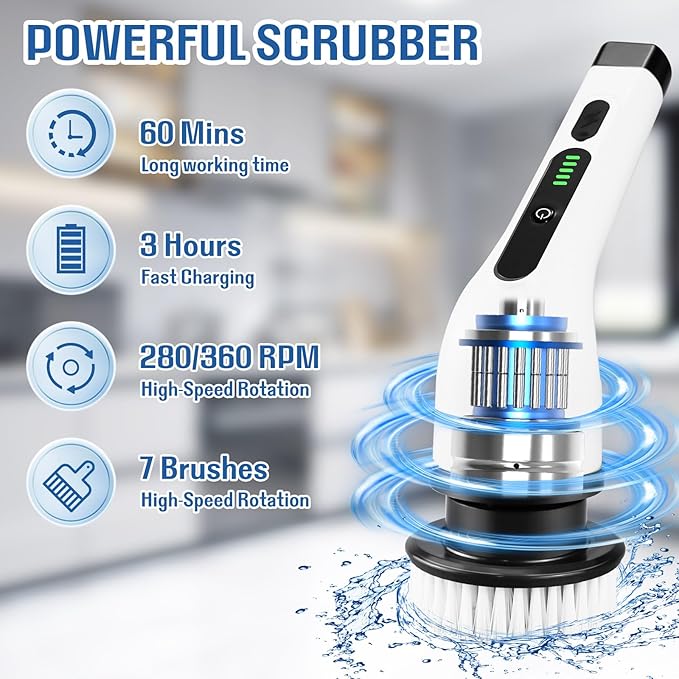 POWERFUL SCRUBBER
60 Mins
Long working time
3 Hours
Fast Charging
280/360 RPM
High-Speed Rotation
7 Brushes
High-Speed Rotation